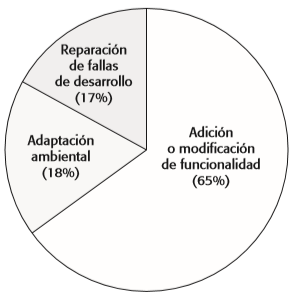 Reparación
de fallas
de desarrollo
(17%)
Adaptación
ambiental
(18%)
Adición
o modificación
de funcionalidad
(65%)